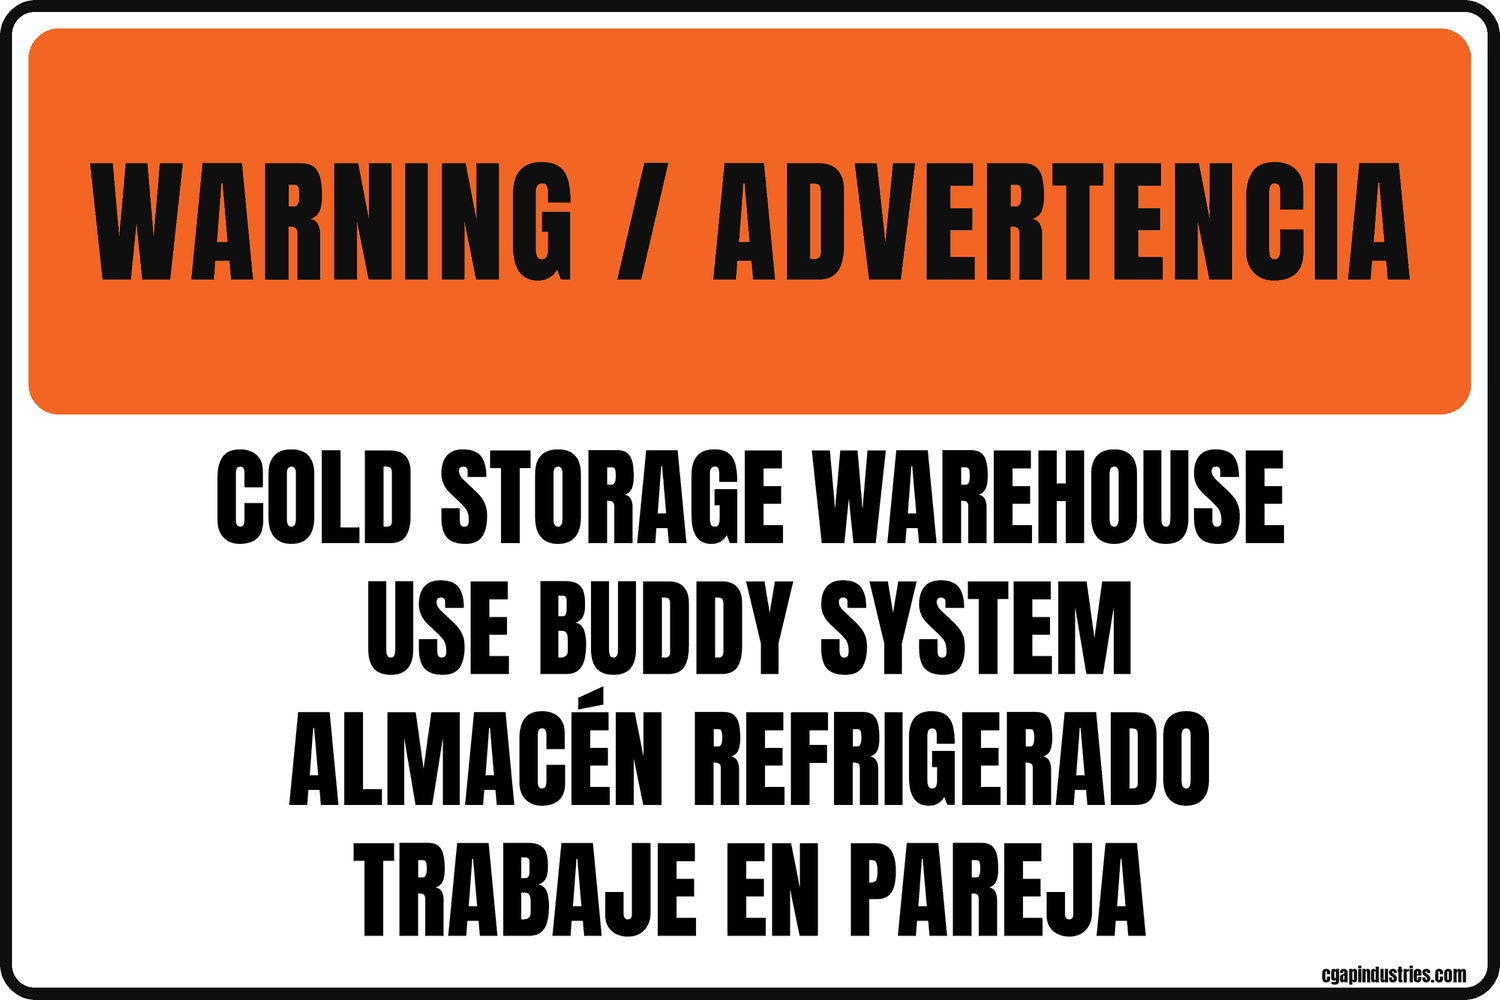 WARNING / ADVERTENCIA
COLD STORAGE WAREHOUSE
USE BUDDY SYSTEM
ALMACÉN REFRIGERADO
TRABAJE EN PAREJA
cgapindustries.com